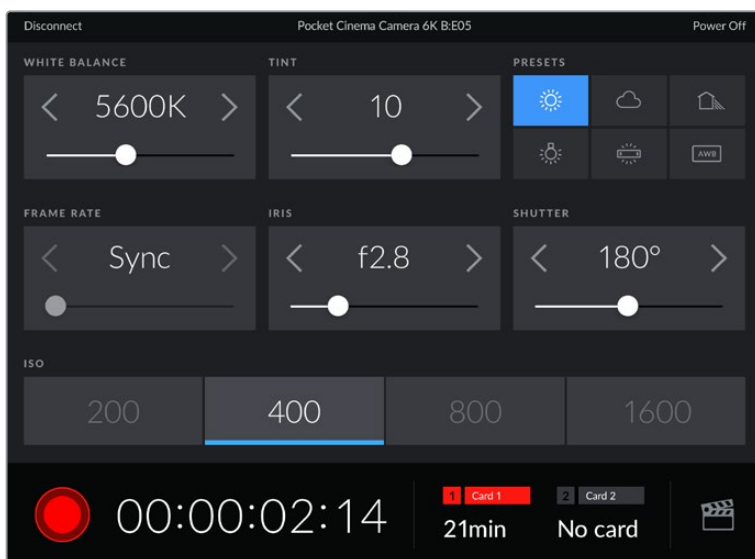 Disconnect Pocket Cinema Camera 6K B:E05 Power Off
WHITE BALANCE TINT PRESETS
5600K 10
AWB
FRAME RATE IRIS SHUTTER
Sync f2.8 180°
ISO
200 400 800 1600
00:00:02:14
1 Card 1 2 Card 2
21min No card